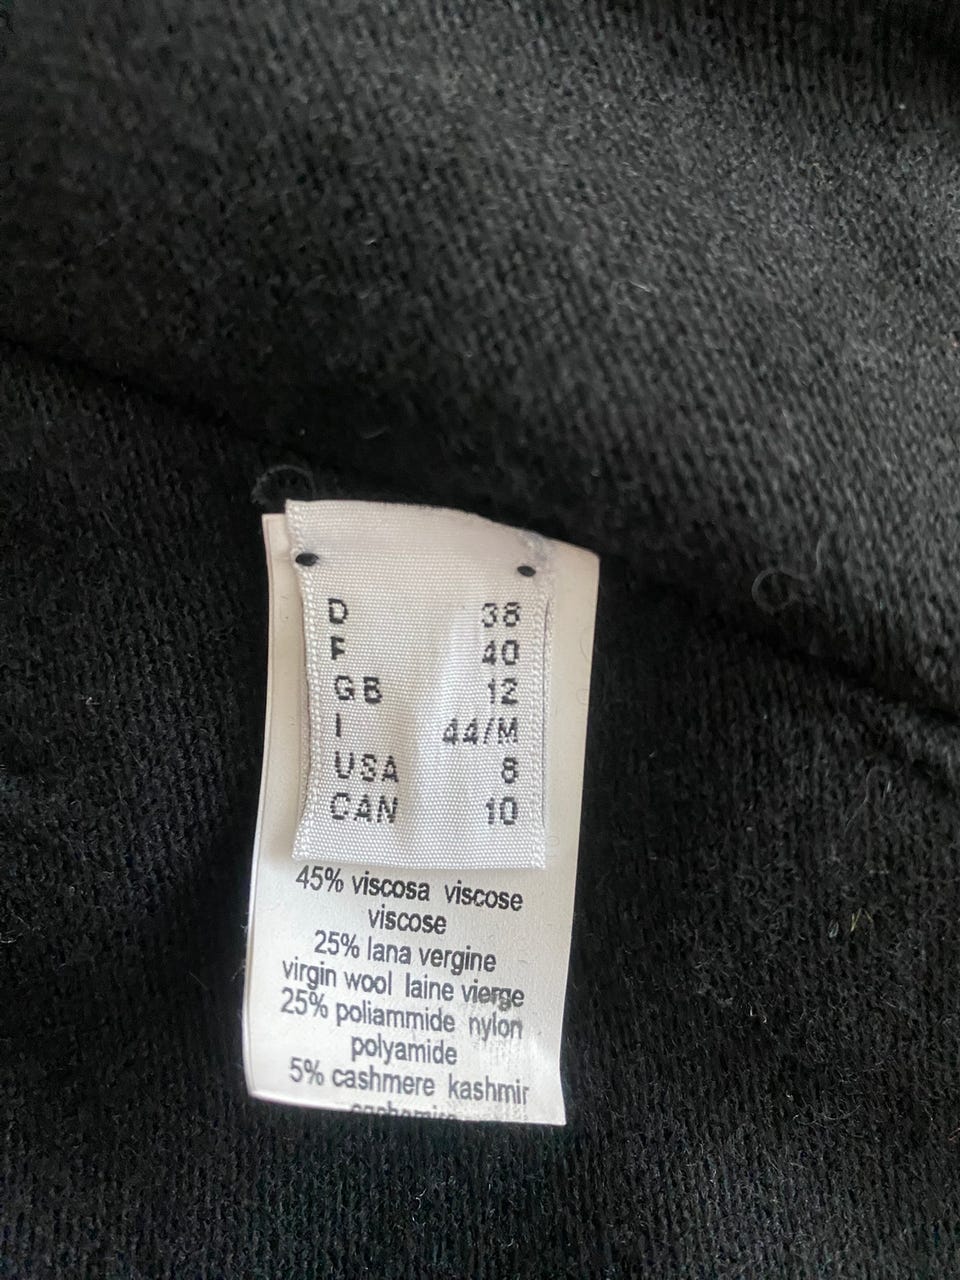 D 38
F 40
GB 12
I 44/M
USA 8
CAN 10
45% viscosa viscose
viscose
25% lana vergine
virgin wool laine vierge
25% poliammide nylon
polyamide
5% cashmere kashmir